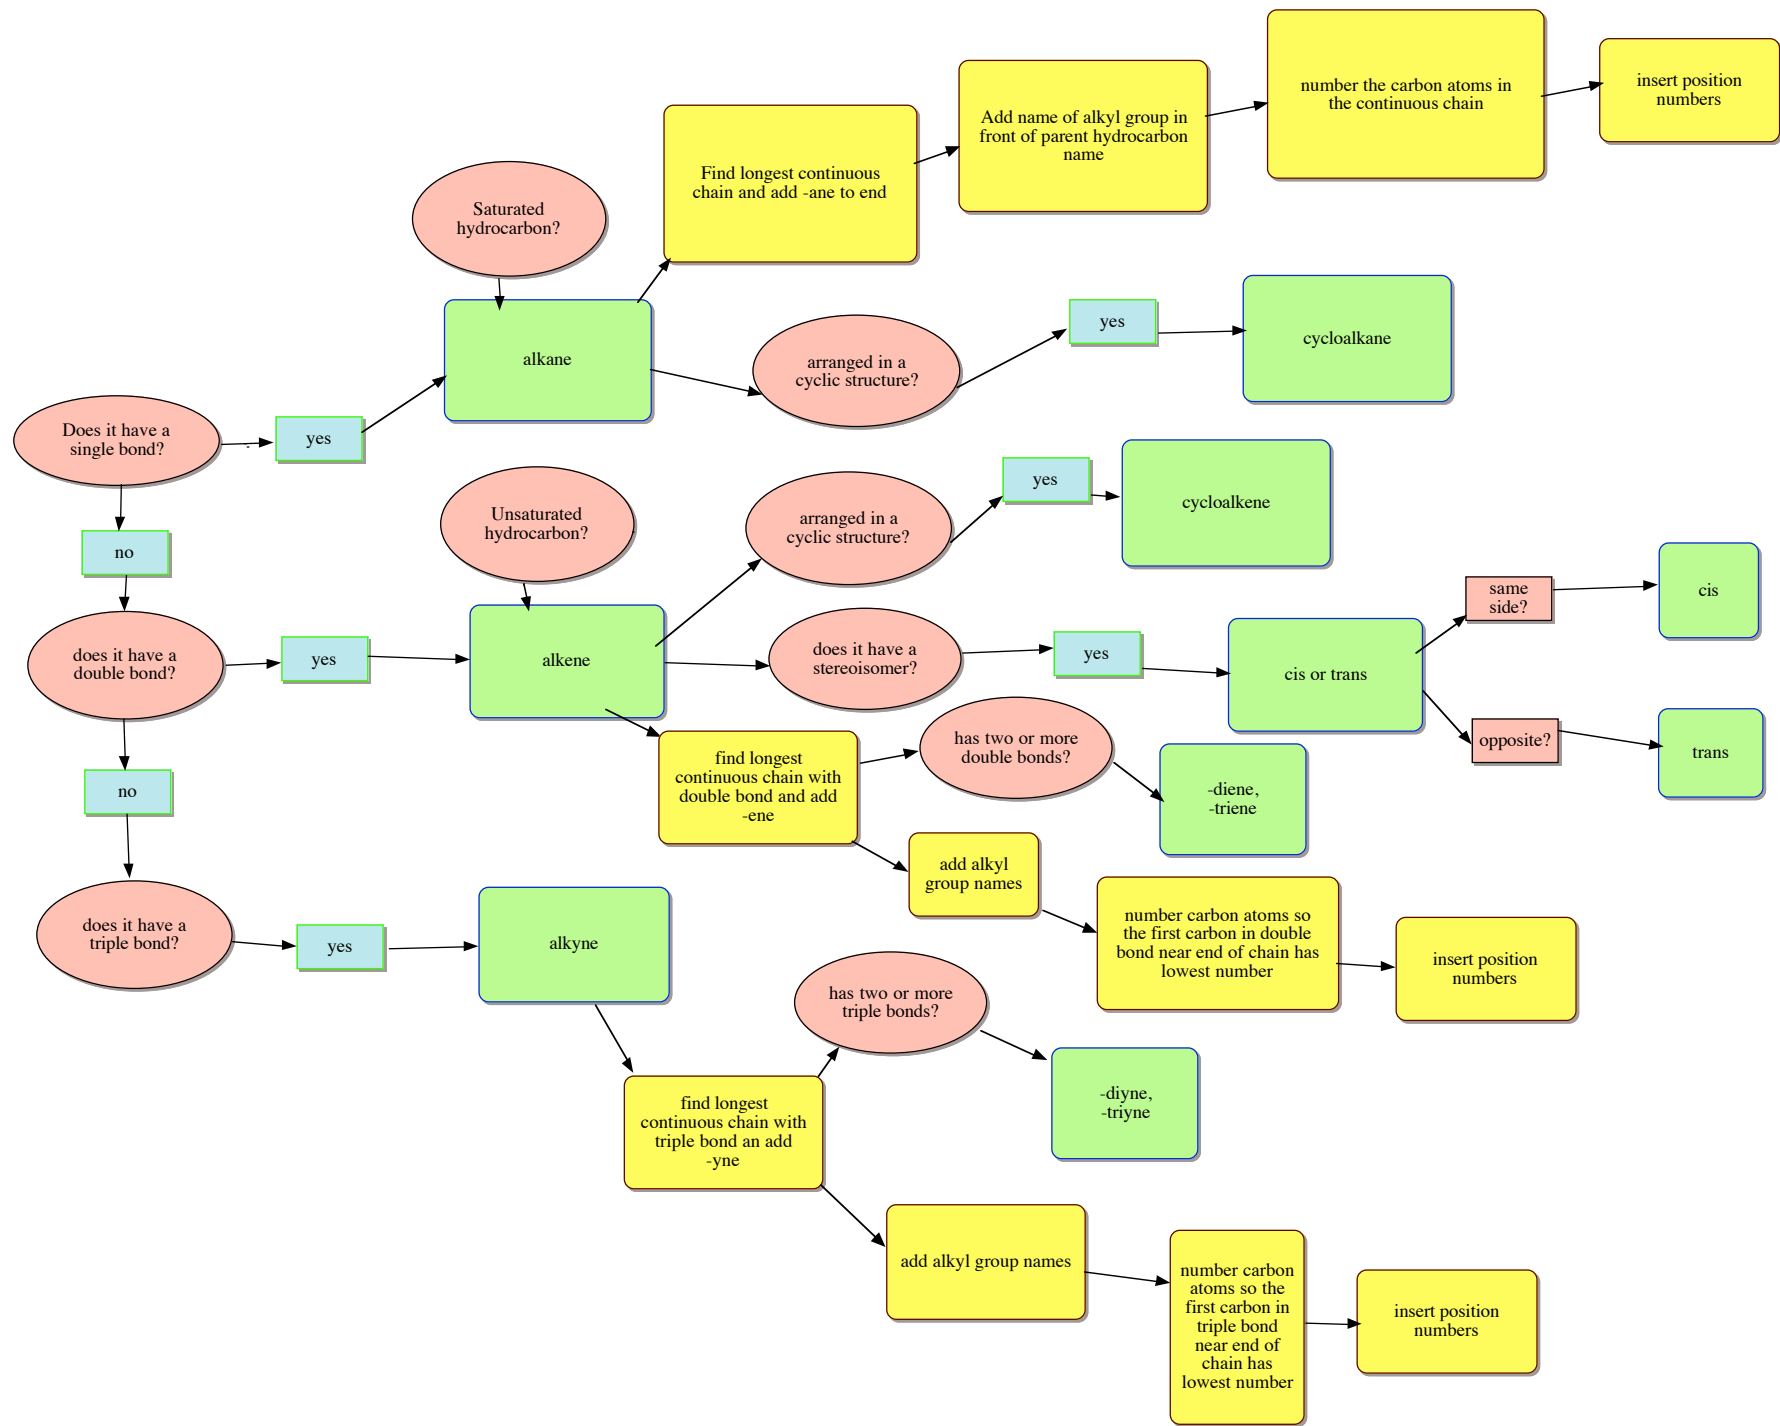 number the carbon atoms in
the continuous chain
insert position
numbers
Add name of alkyl group in
front of parent hydrocarbon
name
Find longest continuous
chain and add -ane to end
Saturated
hydrocarbon?
alkane
arranged in a
cyclic structure?
yes
cycloalkane
Does it have a
single bond?
yes
no
Unsaturated
hydrocarbon?
arranged in a
cyclic structure?
yes
cycloalkene
does it have a
double bond?
yes
alkene
does it have a
stereoisomer?
yes
cis or trans
same
side?
cis
opposite?
trans
no
find longest
continuous chain with
double bond and add
-ene
has two or more
double bonds?
-diene,
-triene
add alkyl
group names
number carbon atoms so
the first carbon in double
bond near end of chain has
lowest number
insert position
numbers
does it have a
triple bond?
yes
alkyne
has two or more
triple bonds?
-diyne,
-triyne
find longest
continuous chain with
triple bond an add
-yne
add alkyl group names
number carbon
atoms so the
first carbon in
triple bond
near end of
chain has
lowest number
insert position
numbers